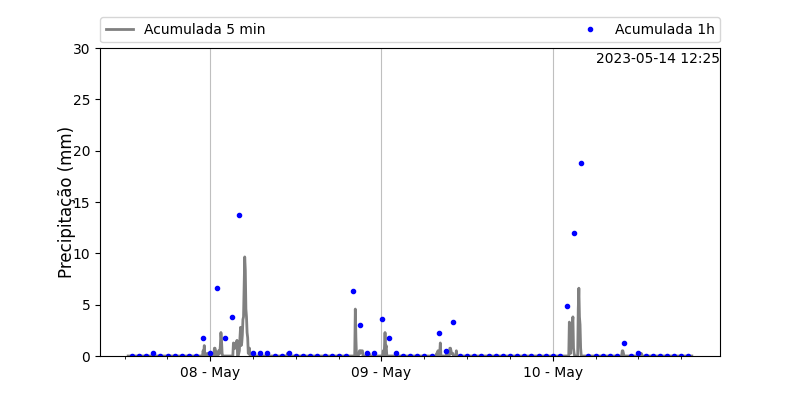 Acumulada 5 min
Acumulada 1h
2023-05-14 12:25
Precipitação (mm)
30
25
20
15
10
5
0
08 - May
09 - May
10 - May